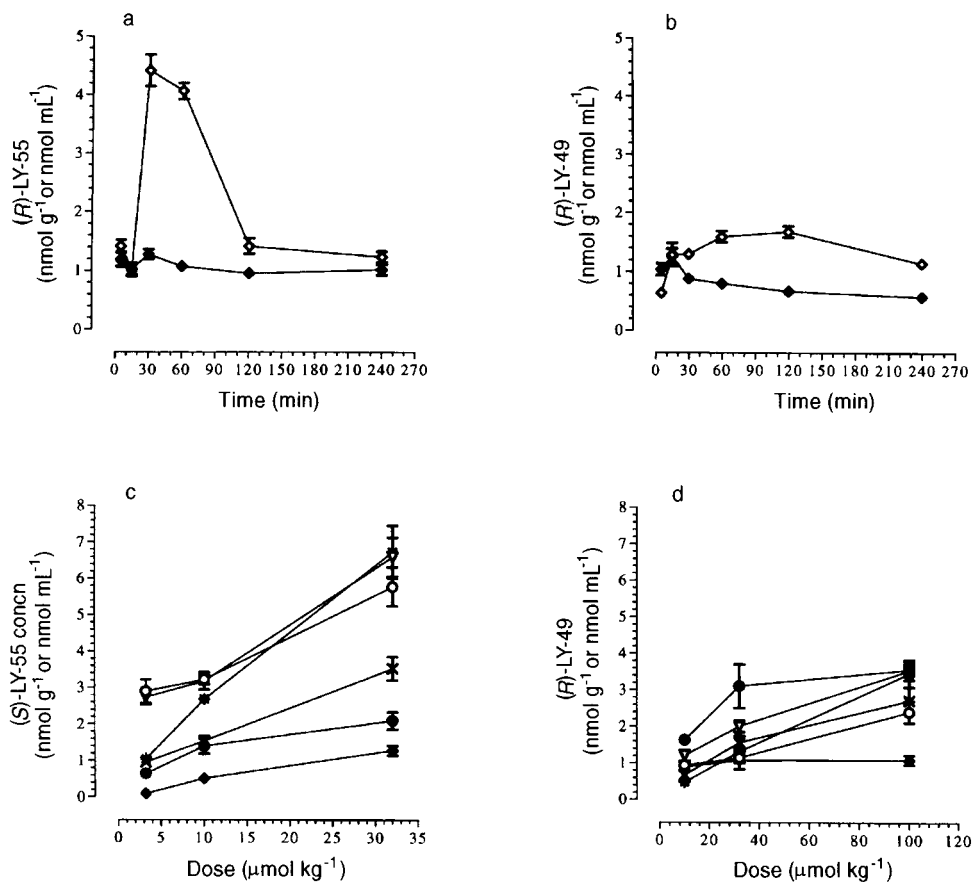 a
(R)-LY-55
(nmol g⁻¹ or nmol mL⁻¹)
5
4
3
2
1
0
0 30 60 90 120 150 180 210 240 270
Time (min)
b
(R)-LY-49
(nmol g⁻¹ or nmol mL⁻¹)
5
4
3
2
1
0
0 30 60 90 120 150 180 210 240 270
Time (min)
c
(S)-LY-55 concn
(nmol g⁻¹ or nmol mL⁻¹)
8
7
6
5
4
3
2
1
0
0 5 10 15 20 25 30 35
Dose (μmol kg⁻¹)
d
(R)-LY-49
(nmol g⁻¹ or nmol mL⁻¹)
8
7
6
5
4
3
2
1
0
0 20 40 60 80 100 120
Dose (μmol kg⁻¹)